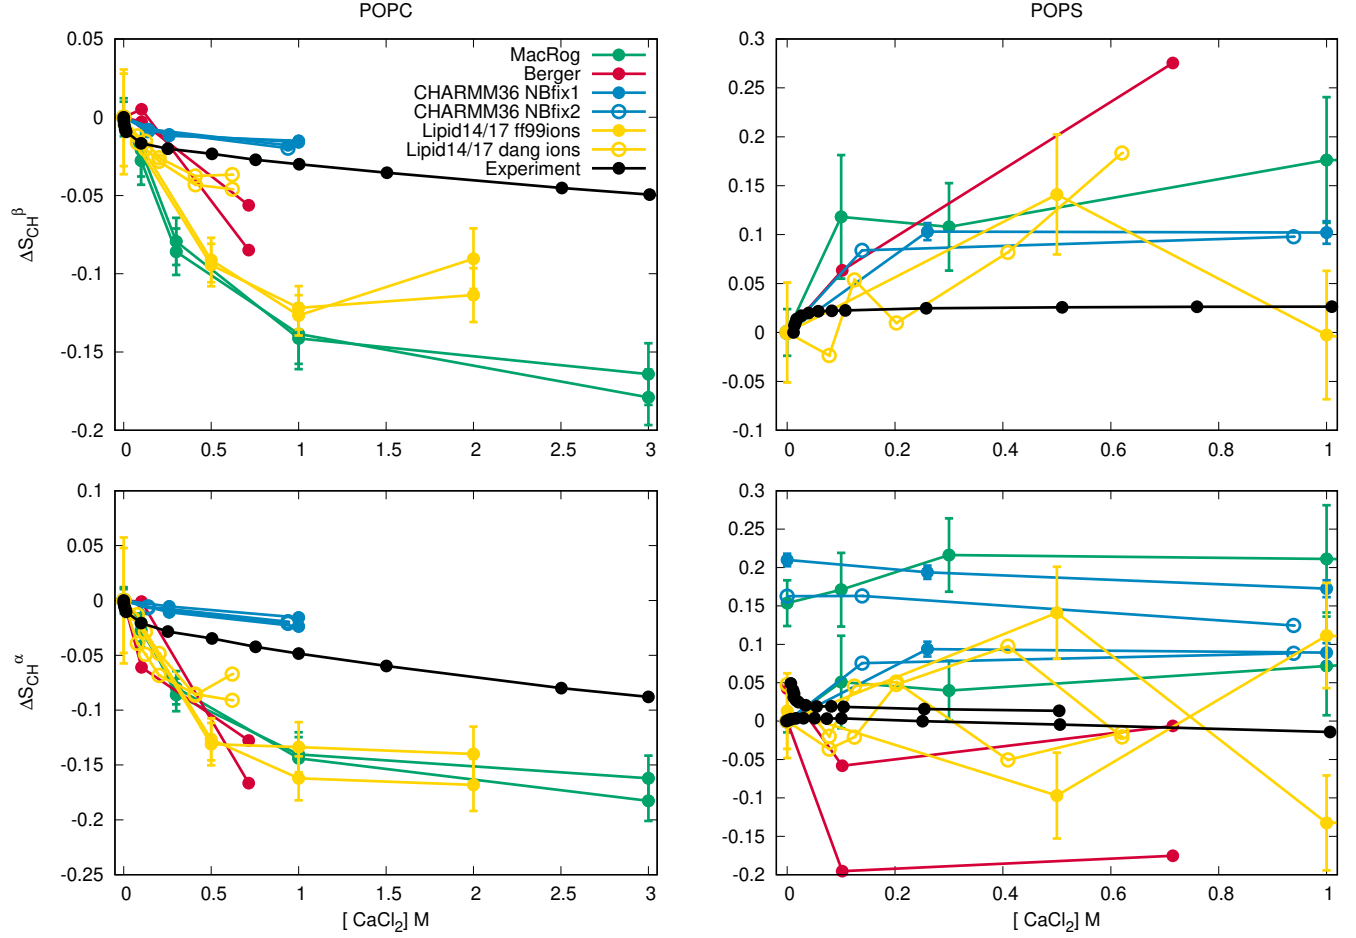 POPC
POPS
0.05
0
-0.05
-0.1
-0.15
-0.2
ΔS_CH^β
MacRog
Berger
CHARMM36 NBfix1
CHARMM36 NBfix2
Lipid14/17 ff99ions
Lipid14/17 dang ions
Experiment
0 0.5 1 1.5 2 2.5 3
0.3
0.25
0.2
0.15
0.1
0.05
0
-0.05
-0.1
0 0.2 0.4 0.6 0.8 1
0.1
0.05
0
-0.05
-0.1
-0.15
-0.2
-0.25
ΔS_CH^α
0 0.5 1 1.5 2 2.5 3
[ CaCl₂] M
0.3
0.25
0.2
0.15
0.1
0.05
0
-0.05
-0.1
-0.15
-0.2
0 0.2 0.4 0.6 0.8 1
[ CaCl₂] M